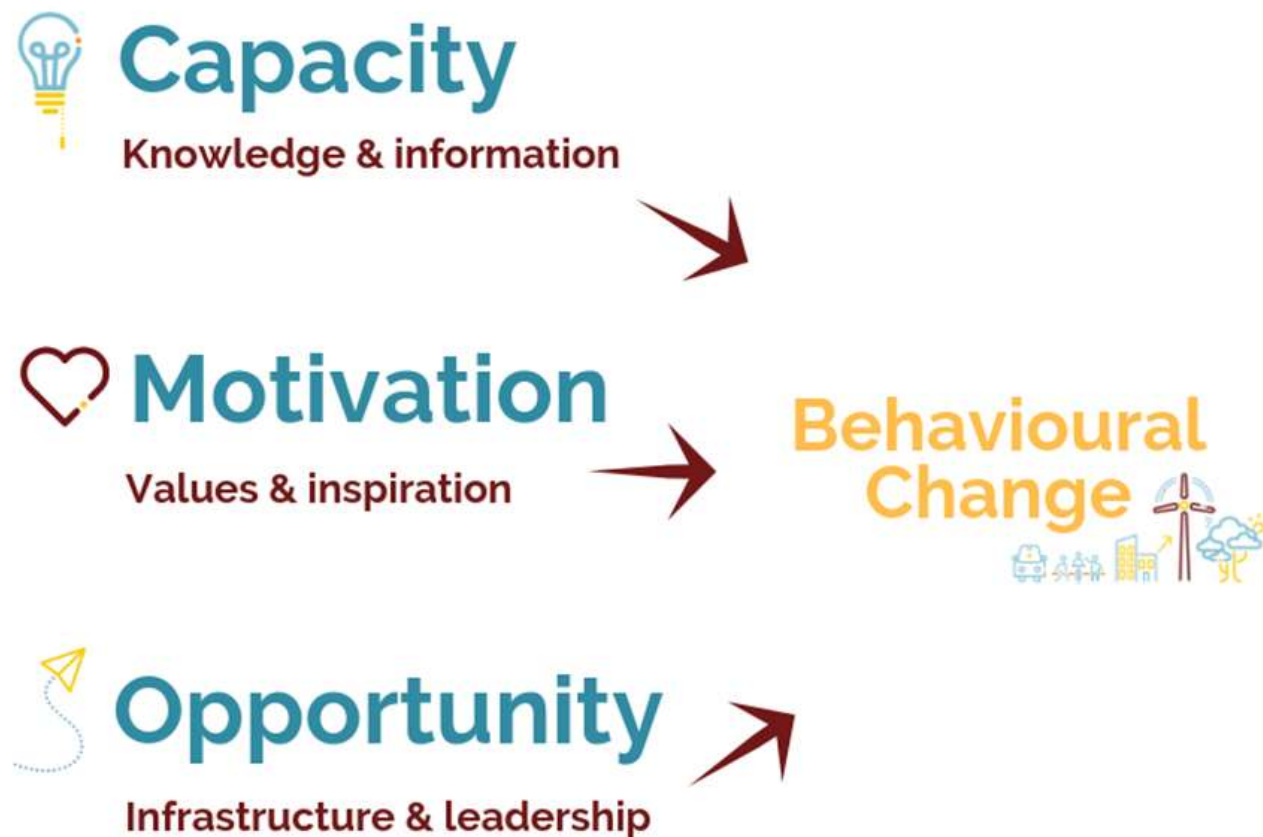 Capacity
Knowledge & information
Motivation
Values & inspiration
Behavioural
Change
Opportunity
Infrastructure & leadership